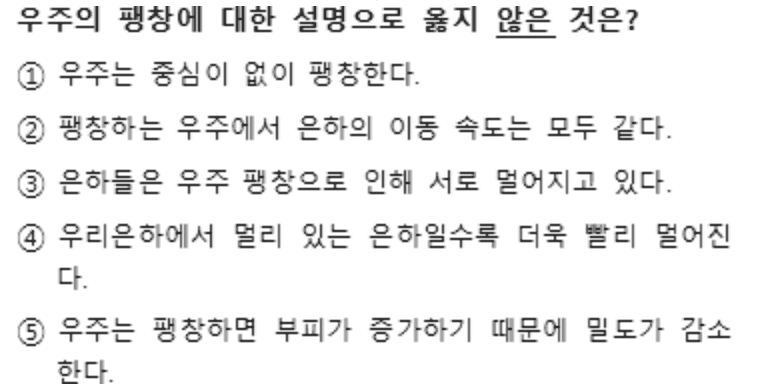 우주의 팽창에 대한 설명으로 옳지 않은 것은?
① 우주는 중심이 없이 팽창한다.
② 팽창하는 우주에서 은하의 이동 속도는 모두 같다.
③ 은하들은 우주 팽창으로 인해 서로 멀어지고 있다.
④ 우리은하에서 멀리 있는 은하일수록 더욱 빨리 멀어진
다.
⑤ 우주는 팽창하면 부피가 증가하기 때문에 밀도가 감소
한다.